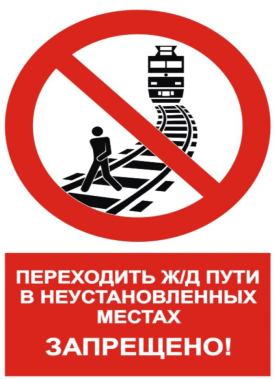 ПЕРЕХОДИТЬ Ж/Д ПУТИ
В НЕУСТАНОВЛЕННЫХ
МЕСТАХ
ЗАПРЕЩЕНО!